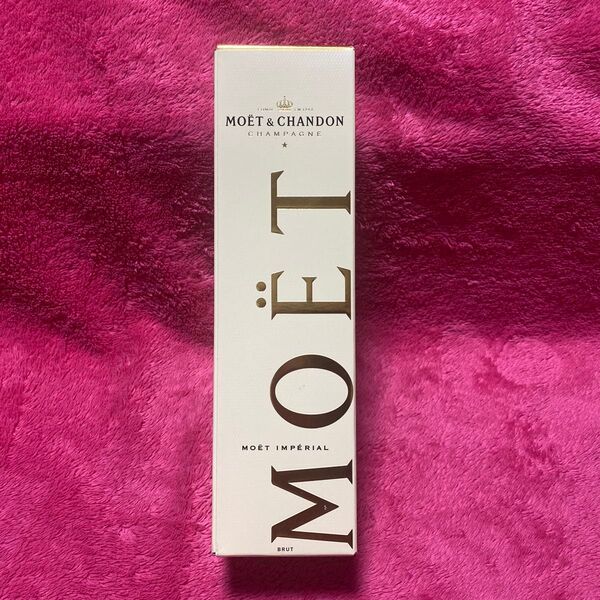 MOËT & CHANDON
CHAMPAGNE
MOËT
MOËT IMPÉRIAL
BRUT